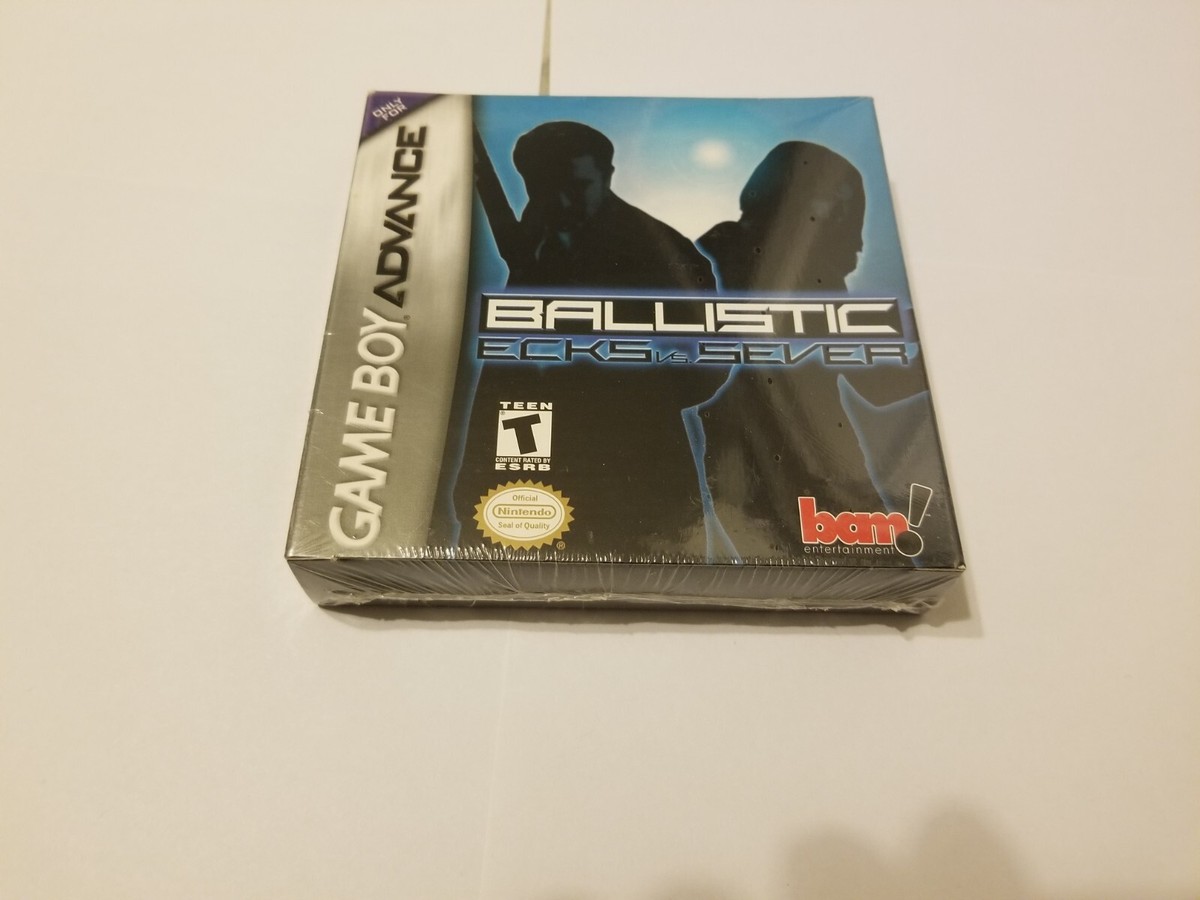 ONLY
FOR
GAME BOY ADVANCE
BALLISTIC
ECKS VS. SEVER
TEEN
T
CONTENT RATED BY
ESRB
Official
Nintendo
Seal of Quality
bam!
entertainment